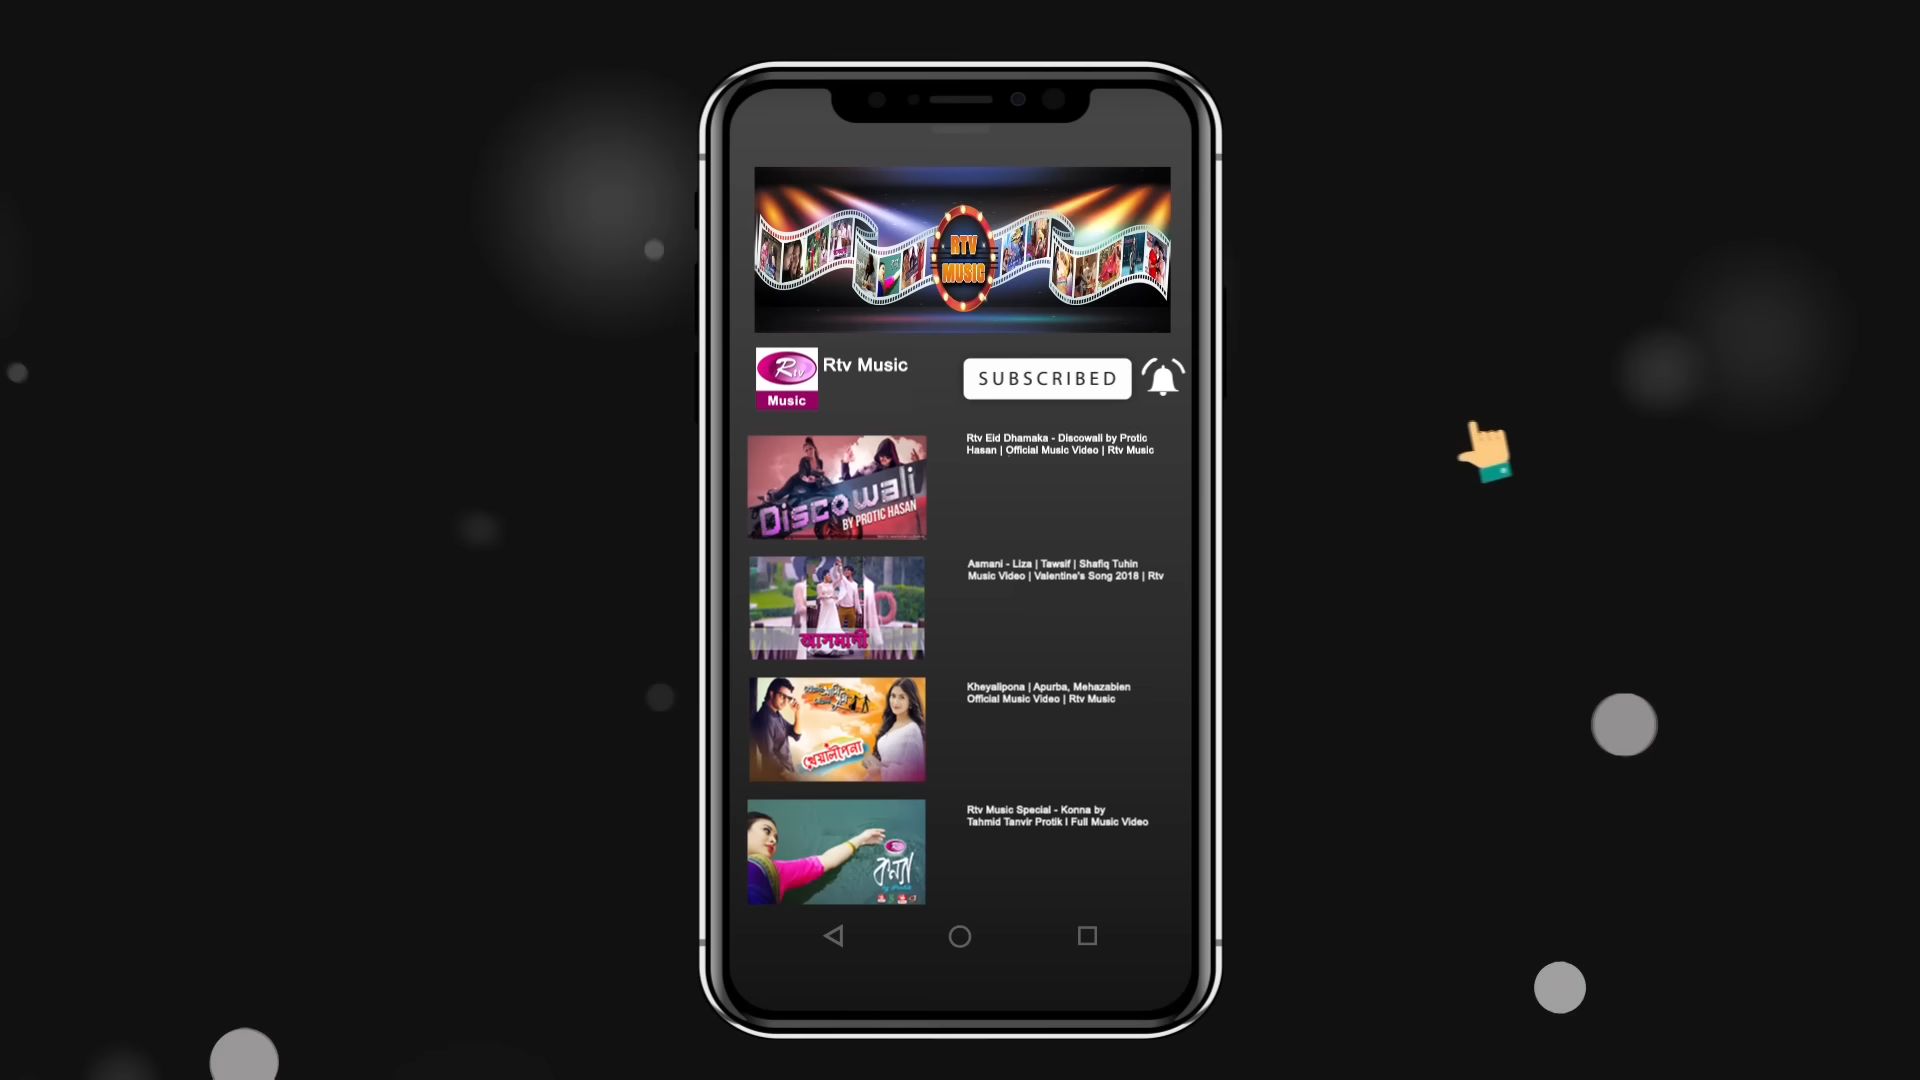 RTV
MUSIC
Rtv
Music
Rtv Music
SUBSCRIBED
Discowali
BY PROTIC HASAN
Rtv Eid Dhamaka - Discowali by Protic
Hasan | Official Music Video | Rtv Music
আসমানী
Asmani - Liza | Tawsif | Shafiq Tuhin
Music Video | Valentine's Song 2018 | Rtv
খেয়ালীপনা
Kheyalipona | Apurba, Mehazabien
Official Music Video | Rtv Music
কন্যা
Rtv Music Special - Konna by
Tahmid Tanvir Protik I Full Music Video